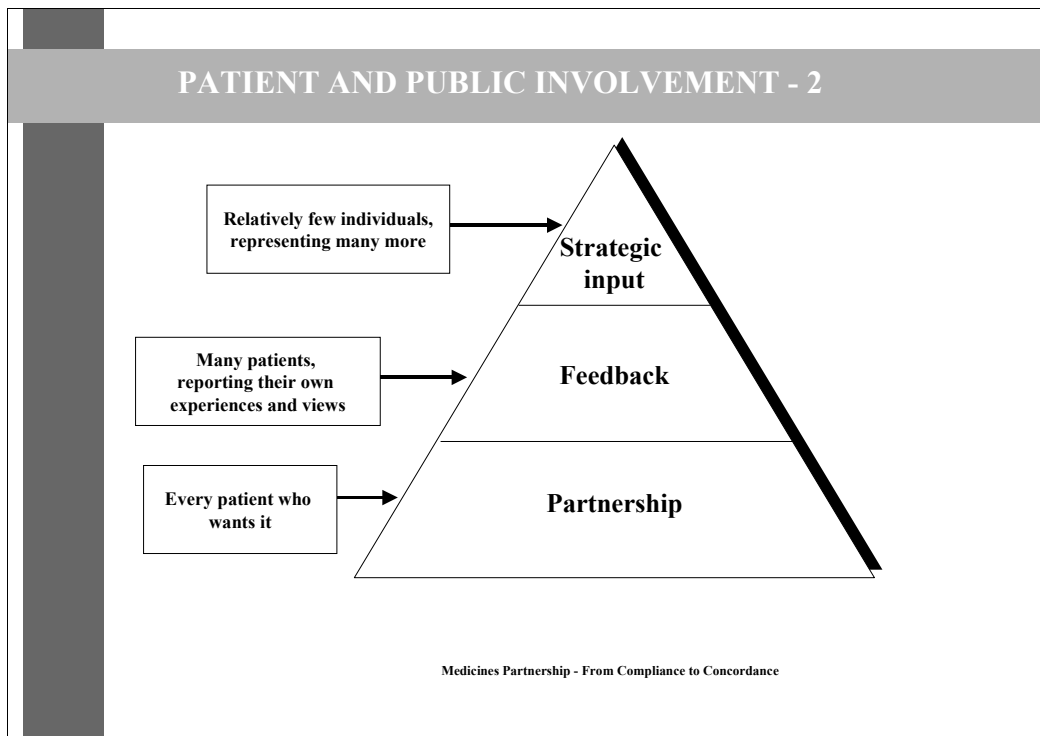 PATIENT AND PUBLIC INVOLVEMENT - 2
Relatively few individuals,
representing many more
Strategic
input
Many patients,
reporting their own
experiences and views
Feedback
Every patient who
wants it
Partnership
Medicines Partnership - From Compliance to Concordance